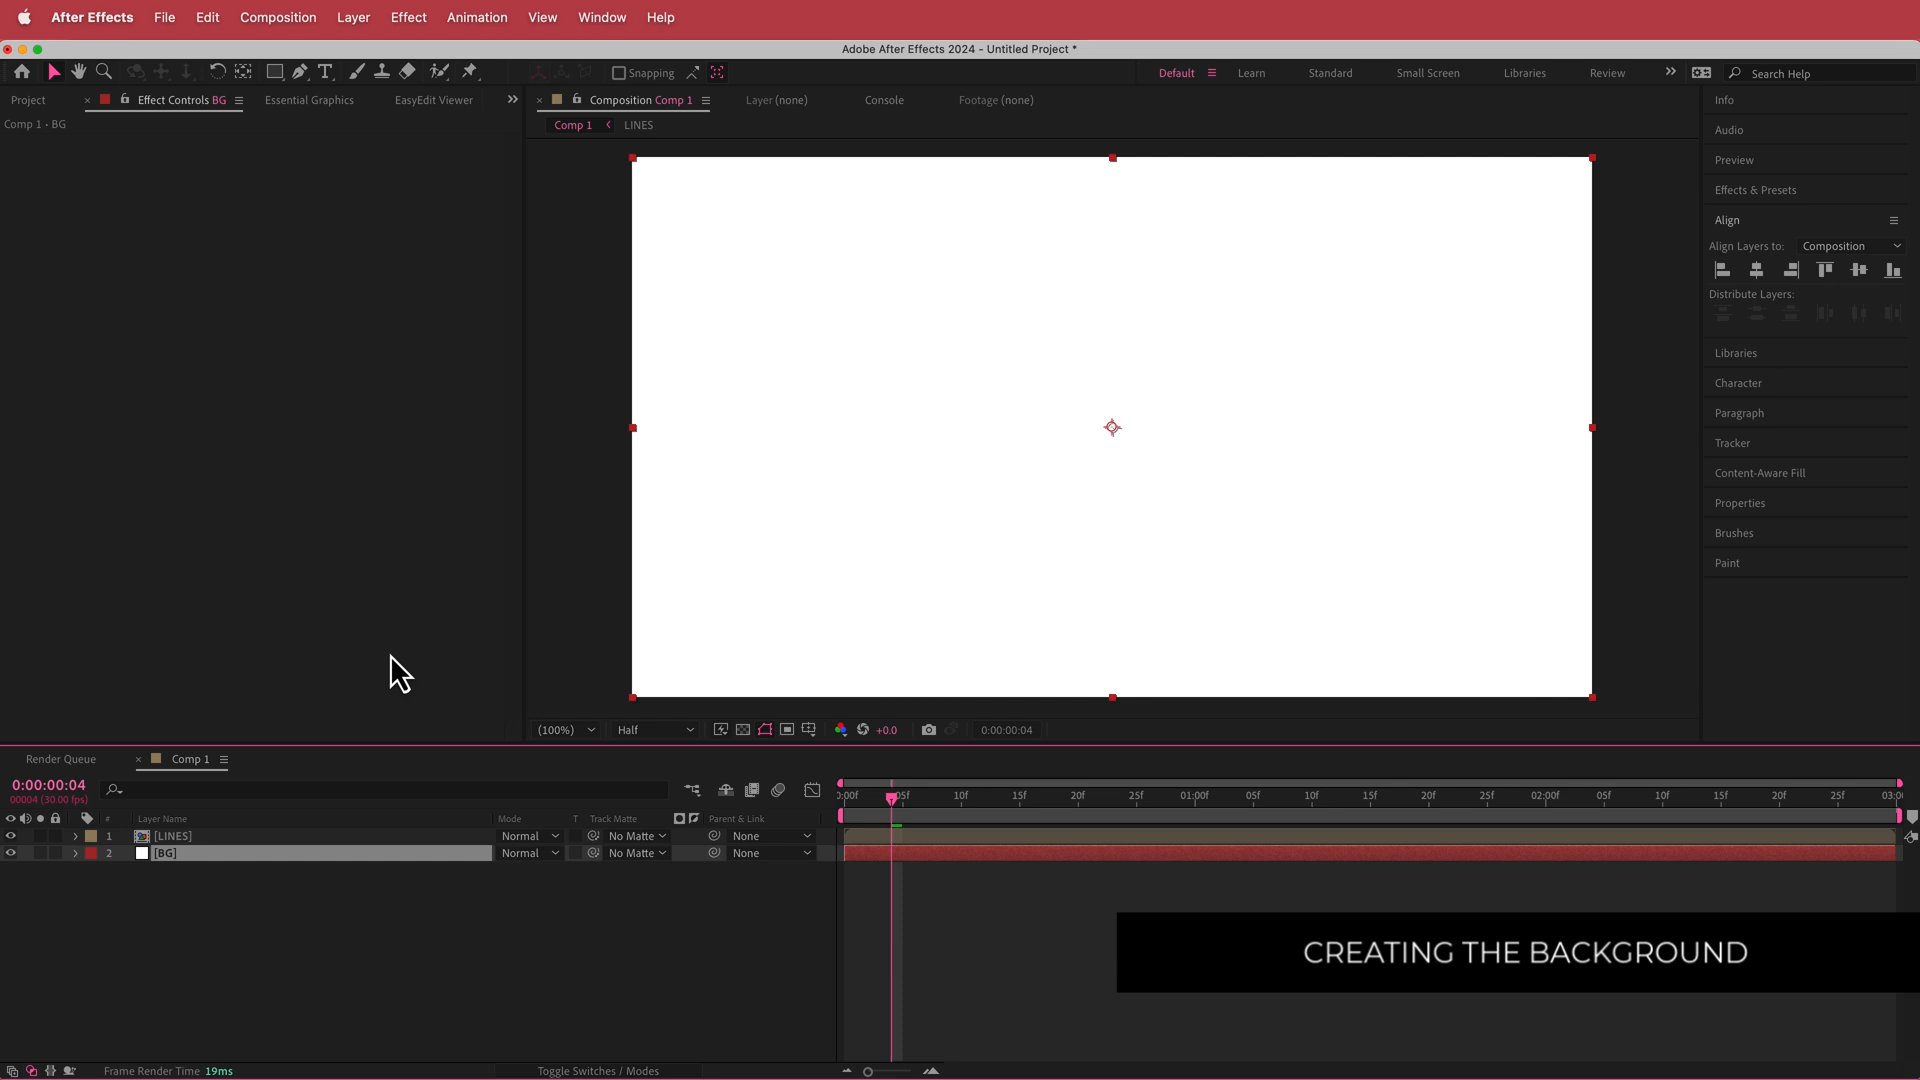 After Effects File Edit Composition Layer Effect Animation View Window Help
Adobe After Effects 2024 - Untitled Project *
Snapping Default Learn Standard Small Screen Libraries Review Search Help
Project Effect Controls BG Essential Graphics EasyEdit Viewer
Composition Comp 1 Layer (none) Console Footage (none)
Comp 1 • BG
Comp 1 LINES
Info
Audio
Preview
Effects & Presets
Align
Align Layers to: Composition
Distribute Layers:
Libraries
Character
Paragraph
Tracker
Content-Aware Fill
Properties
Brushes
Paint
(100%) Half +0.0 0:00:00:04
Render Queue Comp 1
0:00:00:04
00004 (30.00 fps)
):00f 05f 10f 15f 20f 25f 01:00f 05f 10f 15f 20f 25f 02:00f 05f 10f 15f 20f 25f 03:0
# Layer Name Mode T Track Matte Parent & Link
1 [LINES] Normal No Matte None
2 [BG] Normal No Matte None
CREATING THE BACKGROUND
Frame Render Time 19ms Toggle Switches / Modes